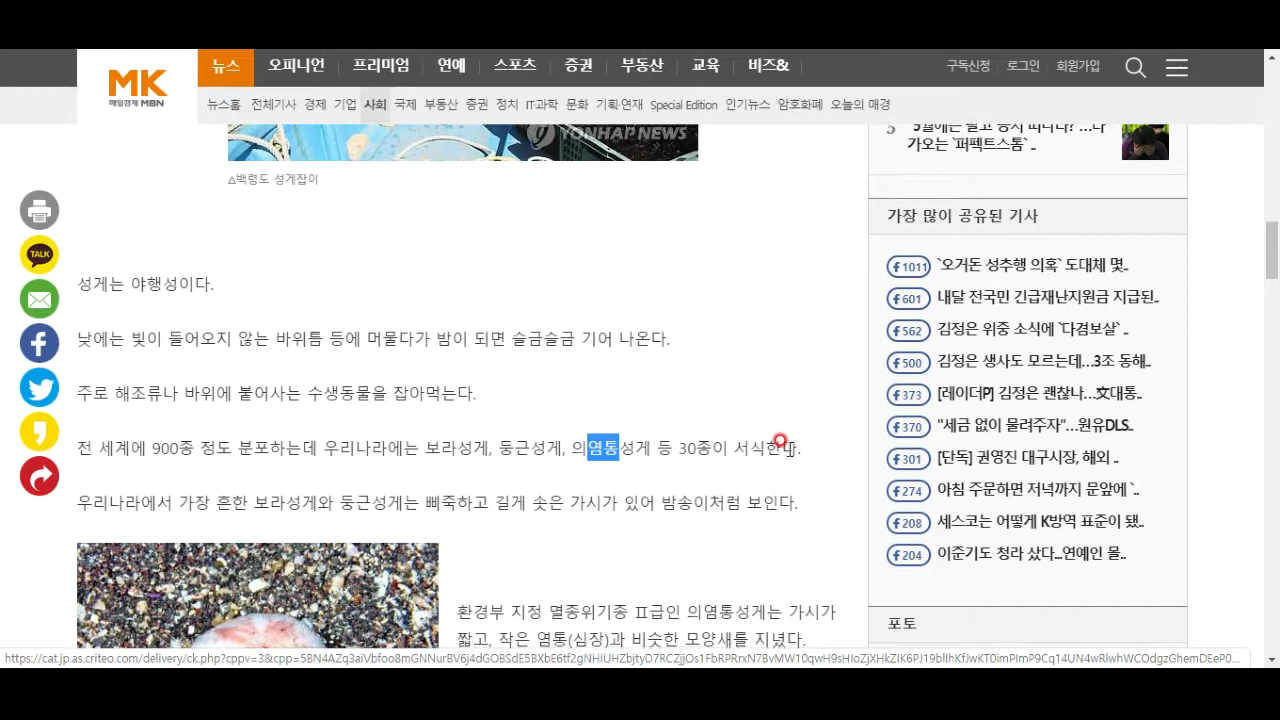 MK
매일경제 MBN
뉴스 오피니언 프리미엄 연예 스포츠 증권 부동산 교육 비즈&
구독신청 로그인 회원가입
뉴스홈 전체기사 경제 기업 사회 국제 부동산 증권 정치 IT·과학 문화 기획·연재 Special Edition 인기뉴스 암호화폐 오늘의 매경
YONHAP NEWS
△백령도 성게잡이
TALK
성게는 야행성이다.
낮에는 빛이 들어오지 않는 바위틈 등에 머물다가 밤이 되면 슬금슬금 기어 나온다.
주로 해조류나 바위에 붙어사는 수생동물을 잡아먹는다.
전 세계에 900종 정도 분포하는데 우리나라에는 보라성게, 둥근성게, 의염통성게 등 30종이 서식한다.
우리나라에서 가장 흔한 보라성게와 둥근성게는 삐죽하고 길게 솟은 가시가 있어 밤송이처럼 보인다.
환경부 지정 멸종위기종 Ⅱ급인 의염통성게는 가시가
짧고, 작은 염통(심장)과 비슷한 모양새를 지녔다.
5 `5월에는 팔고 증시 떠나라?`…다
가오는 `퍼펙트스톰` ..
가장 많이 공유된 기사
1011 `오거돈 성추행 의혹` 도대체 몇..
601 내달 전국민 긴급재난지원금 지급된..
562 김정은 위중 소식에 `다겸보살` ..
500 김정은 생사도 모르는데…3조 동해..
373 [레이더P] 김정은 괜찮나…文대통..
370 "세금 없이 물려주자"…원유DLS..
301 [단독] 권영진 대구시장, 해외 ..
274 아침 주문하면 저녁까지 문앞에 `..
208 세스코는 어떻게 K방역 표준이 됐..
204 이준기도 청라 샀다…연예인 몰..
포토